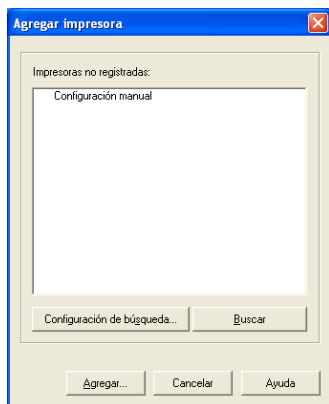 Agregar impresora
Impresoras no registradas:
Configuración manual
Configuración de búsqueda... Buscar
Agregar... Cancelar Ayuda